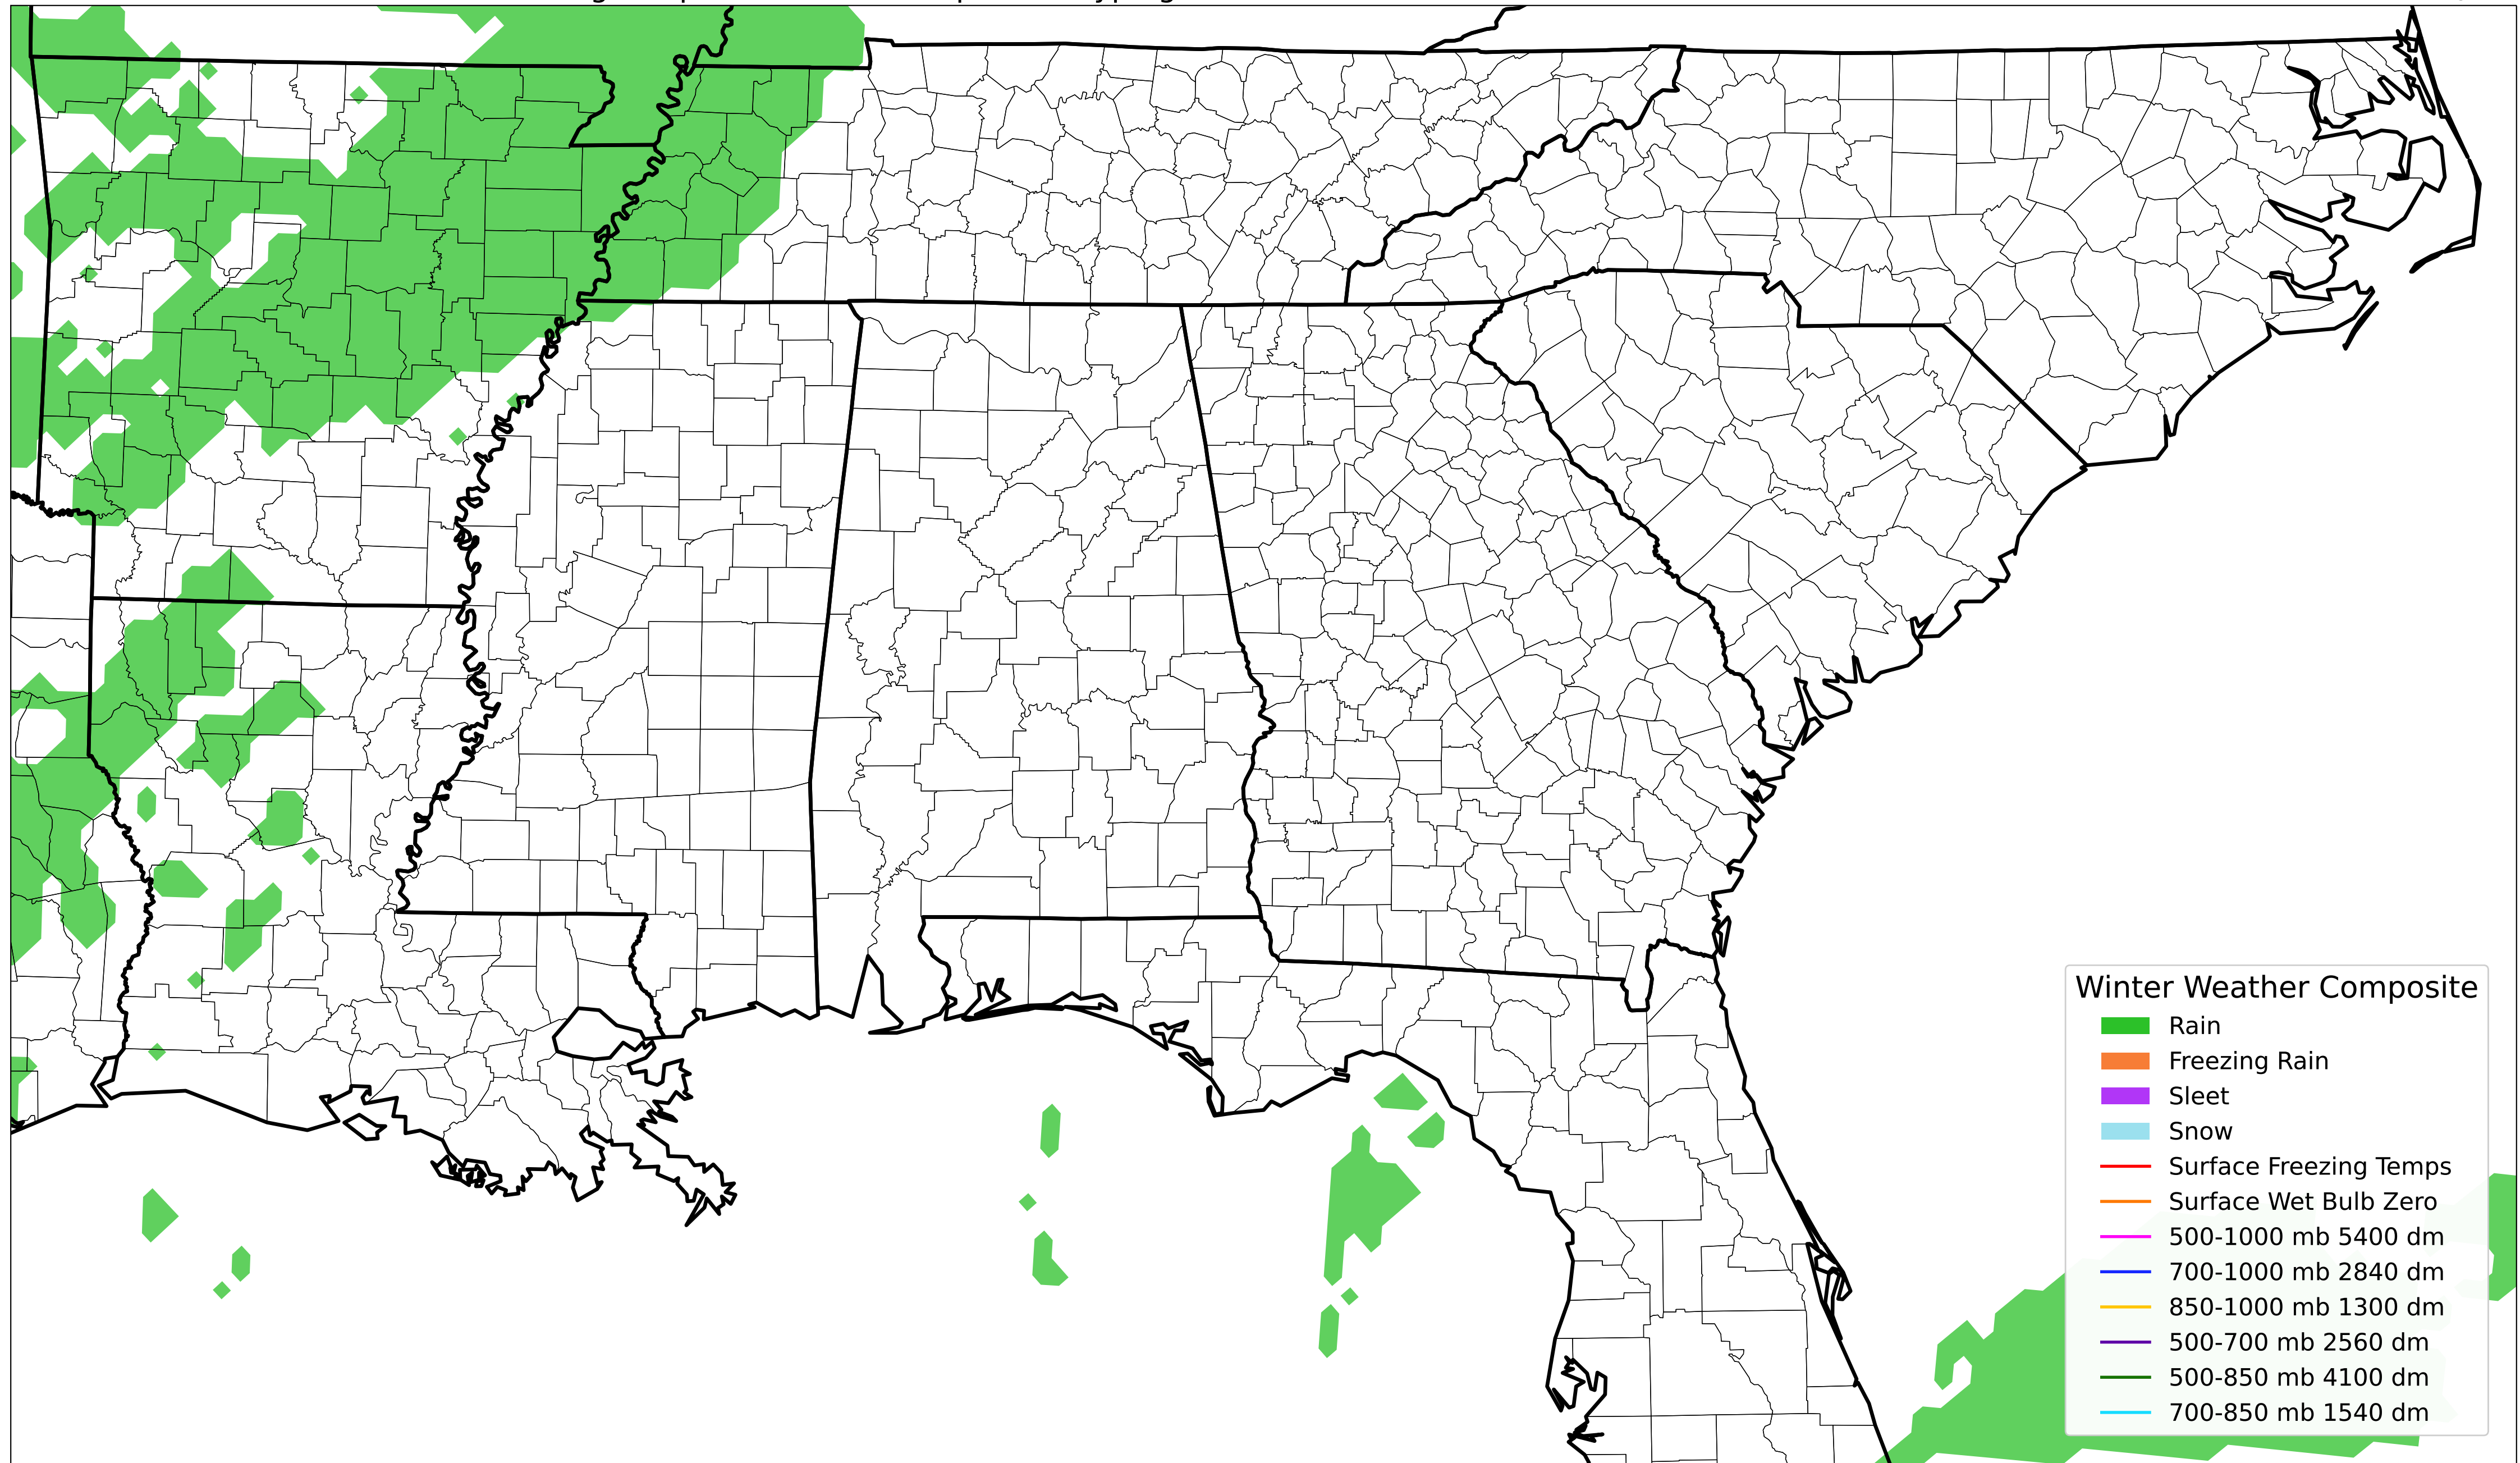 Winter Weather Composite
Rain
Freezing Rain
Sleet
Snow
Surface Freezing Temps
Surface Wet Bulb Zero
500-1000 mb 5400 dm
700-1000 mb 2840 dm
850-1000 mb 1300 dm
500-700 mb 2560 dm
500-850 mb 4100 dm
700-850 mb 1540 dm